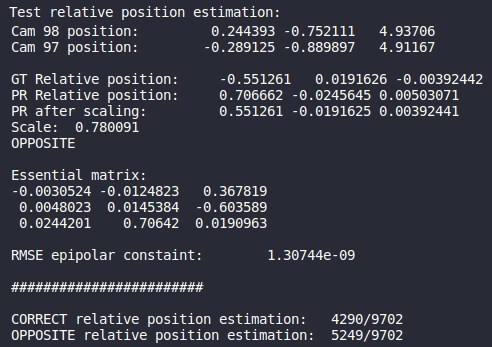 Test relative position estimation:
Cam 98 position: 0.244393 -0.752111 4.93706
Cam 97 position: -0.289125 -0.889897 4.91167
GT Relative position: -0.551261 0.0191626 -0.00392442
PR Relative position: 0.706662 -0.0245645 0.00503071
PR after scaling: 0.551261 -0.0191625 0.00392441
Scale: 0.780091
OPPOSITE
Essential matrix:
-0.0030524 -0.0124823 0.367819
0.0048023 0.0145384 -0.603589
0.0244201 0.70642 0.0190963
RMSE epipolar constaint: 1.30744e-09
########################
CORRECT relative position estimation: 4290/9702
OPPOSITE relative position estimation: 5249/9702